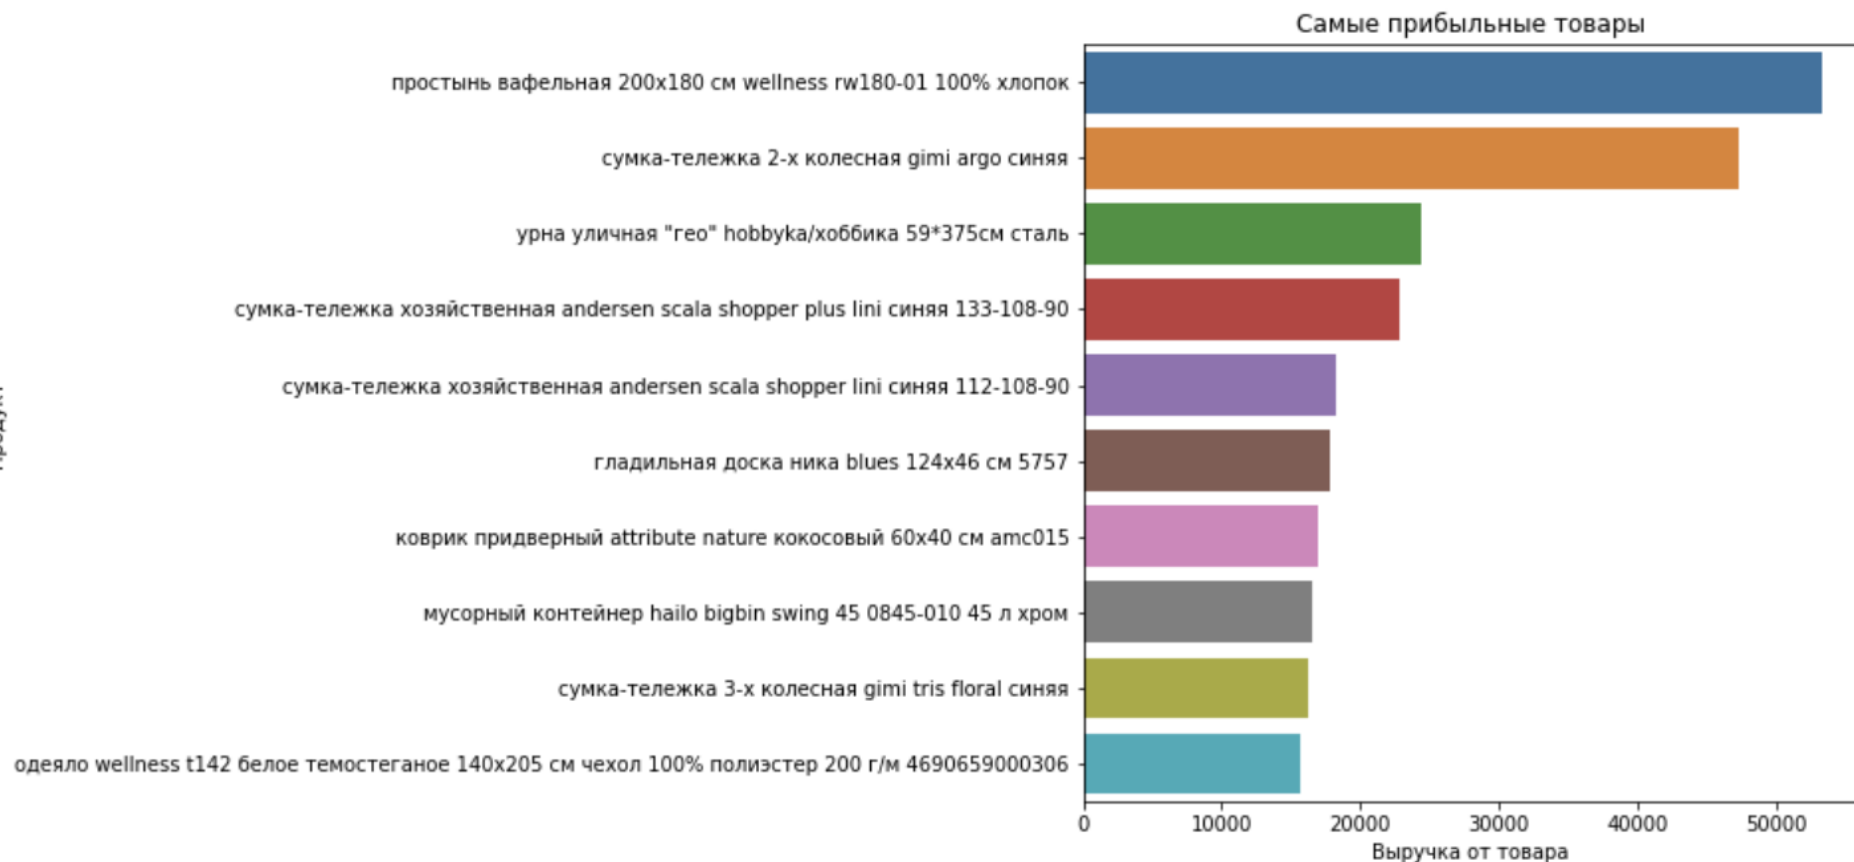 Самые прибыльные товары
простынь вафельная 200х180 см wellness rw180-01 100% хлопок
сумка-тележка 2-х колесная gimi argo синяя
урна уличная "гео" hobbyka/хоббика 59*375см сталь
сумка-тележка хозяйственная andersen scala shopper plus lini синяя 133-108-90
сумка-тележка хозяйственная andersen scala shopper lini синяя 112-108-90
гладильная доска ника blues 124х46 см 5757
коврик придверный attribute nature кокосовый 60х40 см amc015
мусорный контейнер hailo bigbin swing 45 0845-010 45 л хром
сумка-тележка 3-х колесная gimi tris floral синяя
одеяло wellness t142 белое темостеганое 140х205 см чехол 100% полиэстер 200 г/м 4690659000306
0 10000 20000 30000 40000 50000
Выручка от товара